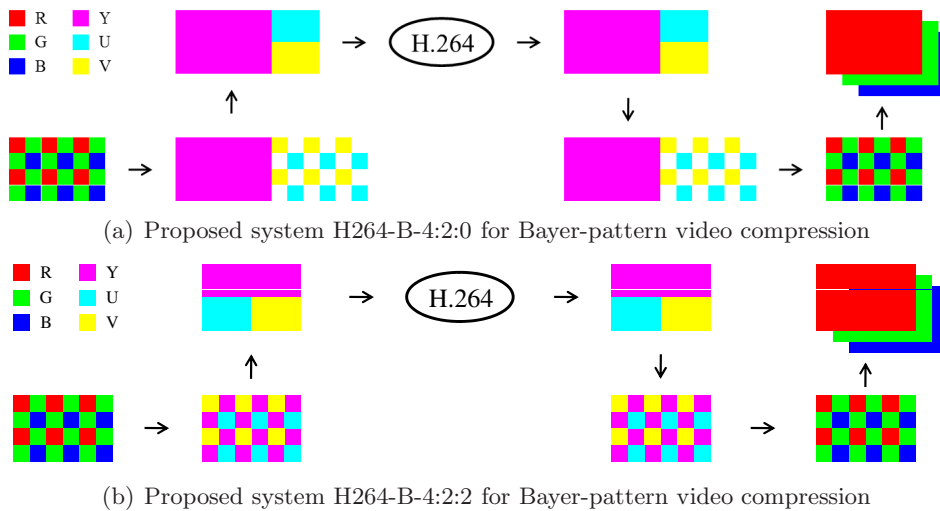 R Y
G U
B V
H.264
(a) Proposed system H264-B-4:2:0 for Bayer-pattern video compression
R Y
G U
B V
H.264
(b) Proposed system H264-B-4:2:2 for Bayer-pattern video compression